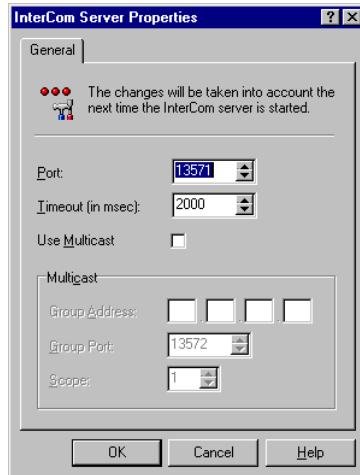 InterCom Server Properties
General
The changes will be taken into account the
next time the InterCom server is started.
Port: 13571
Timeout (in msec): 2000
Use Multicast
Multicast
Group Address: . . .
Group Port: 13572
Scope: 1
OK Cancel Help